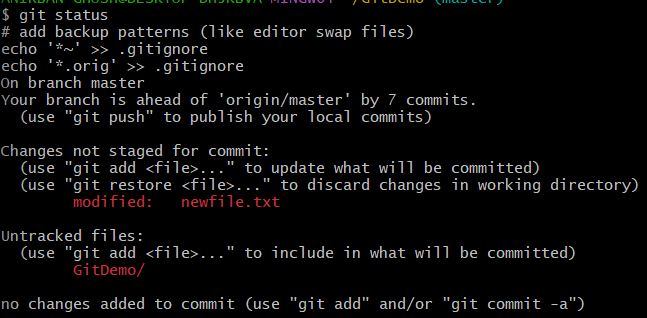 $ git status
# add backup patterns (like editor swap files)
echo '*~' >> .gitignore
echo '*.orig' >> .gitignore
On branch master
Your branch is ahead of 'origin/master' by 7 commits.
(use "git push" to publish your local commits)
Changes not staged for commit:
(use "git add <file>..." to update what will be committed)
(use "git restore <file>..." to discard changes in working directory)
modified: newfile.txt
Untracked files:
(use "git add <file>..." to include in what will be committed)
GitDemo/
no changes added to commit (use "git add" and/or "git commit -a")